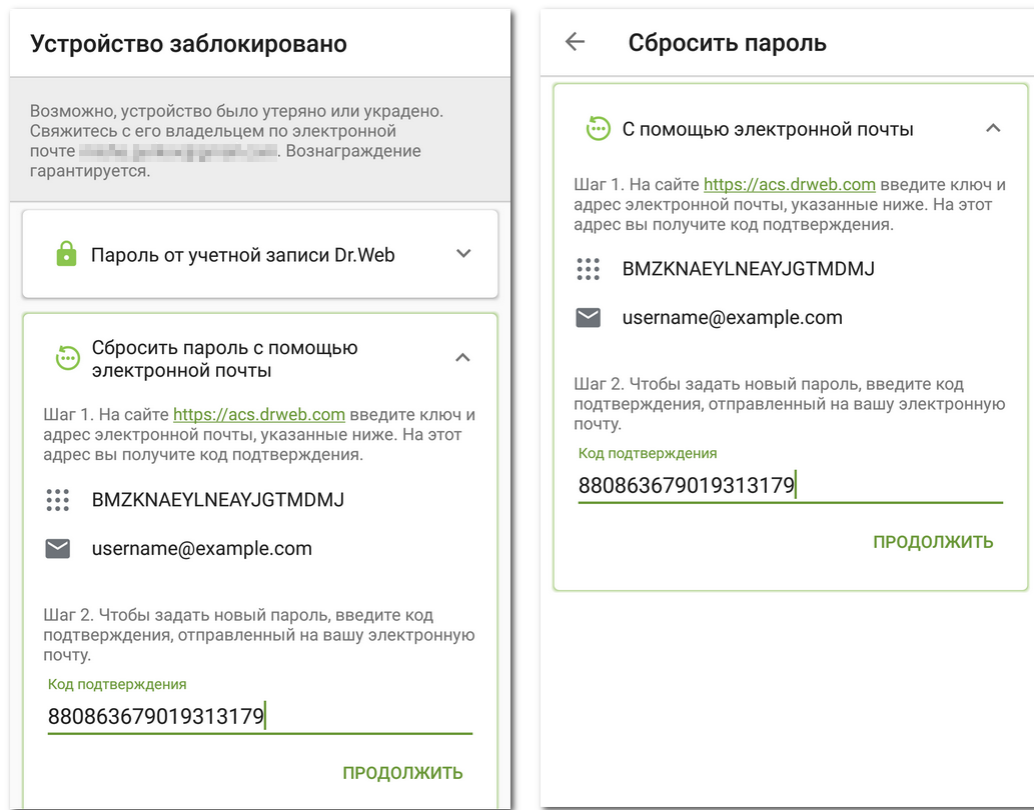 Устройство заблокировано
Возможно, устройство было утеряно или украдено.
Свяжитесь с его владельцем по электронной
почте . Вознаграждение
гарантируется.
Пароль от учетной записи Dr.Web
Сбросить пароль с помощью
электронной почты
Шаг 1. На сайте https://acs.drweb.com введите ключ и
адрес электронной почты, указанные ниже. На этот
адрес вы получите код подтверждения.
BMZKNAEYLNEAYJGTMDMJ
username@example.com
Шаг 2. Чтобы задать новый пароль, введите код
подтверждения, отправленный на вашу электронную
почту.
Код подтверждения
880863679019313179
ПРОДОЛЖИТЬ
Сбросить пароль
С помощью электронной почты
Шаг 1. На сайте https://acs.drweb.com введите ключ и
адрес электронной почты, указанные ниже. На этот
адрес вы получите код подтверждения.
BMZKNAEYLNEAYJGTMDMJ
username@example.com
Шаг 2. Чтобы задать новый пароль, введите код
подтверждения, отправленный на вашу электронную
почту.
Код подтверждения
880863679019313179
ПРОДОЛЖИТЬ